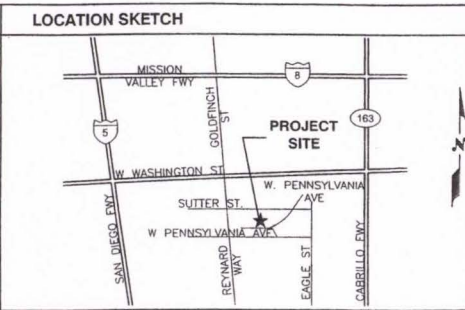 LOCATION SKETCH
MISSION
VALLEY FWY
8
GOLDFINCH
ST
163
5
PROJECT
SITE
N
W WASHINGTON ST
W. PENNSYLVANIA
AVE
SUTTER ST.
W PENNSYLVANIA AVE
SAN DIEGO FWY
REYNARD
WAY
EAGLE ST
CABRILLO FWY